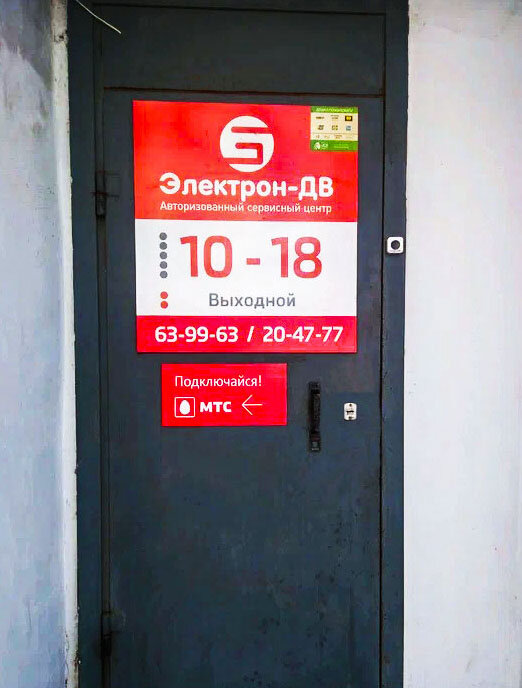 Электрон-ДВ
Авторизованный сервисный центр
10 - 18
Выходной
63-99-63 / 20-47-77
Подключайся!
МТС